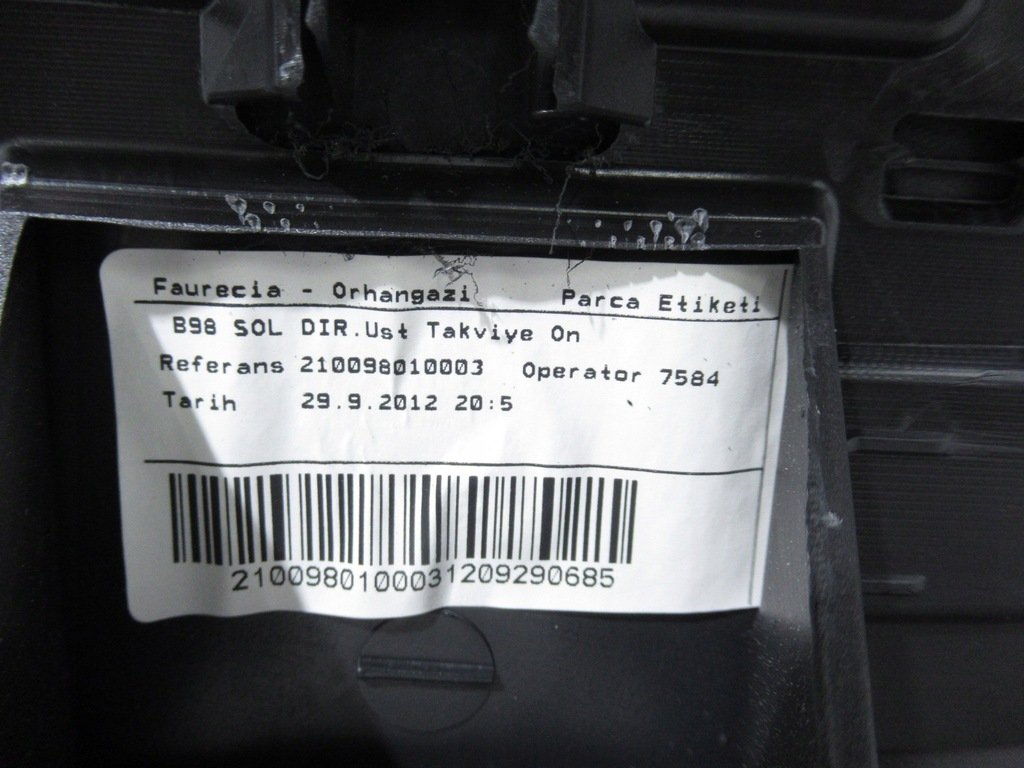 Faurecia - Orhangazi Parca Etiketi
B98 SOL DIR.Ust Takviye On
Referans 210098010003 Operator 7584
Tarih 29.9.2012 20:5
2100980100031209290685